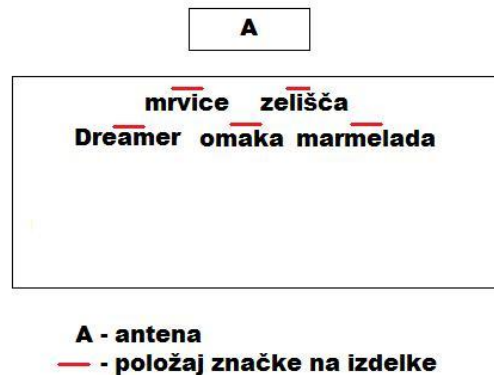 A
mrvice zelišča
Dreamer omaka marmelada
A - antena
- položaj značke na izdelke